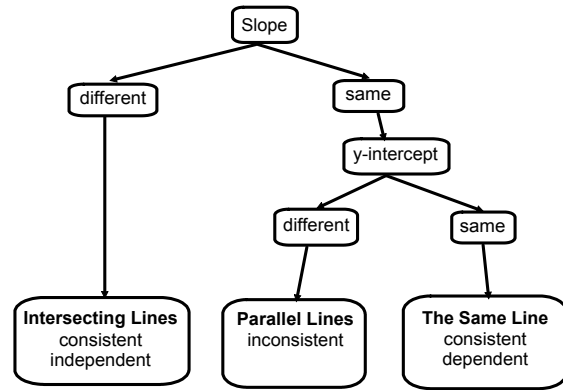 Slope
different
same
y-intercept
different
same
Intersecting Lines
consistent
independent
Parallel Lines
inconsistent
The Same Line
consistent
dependent